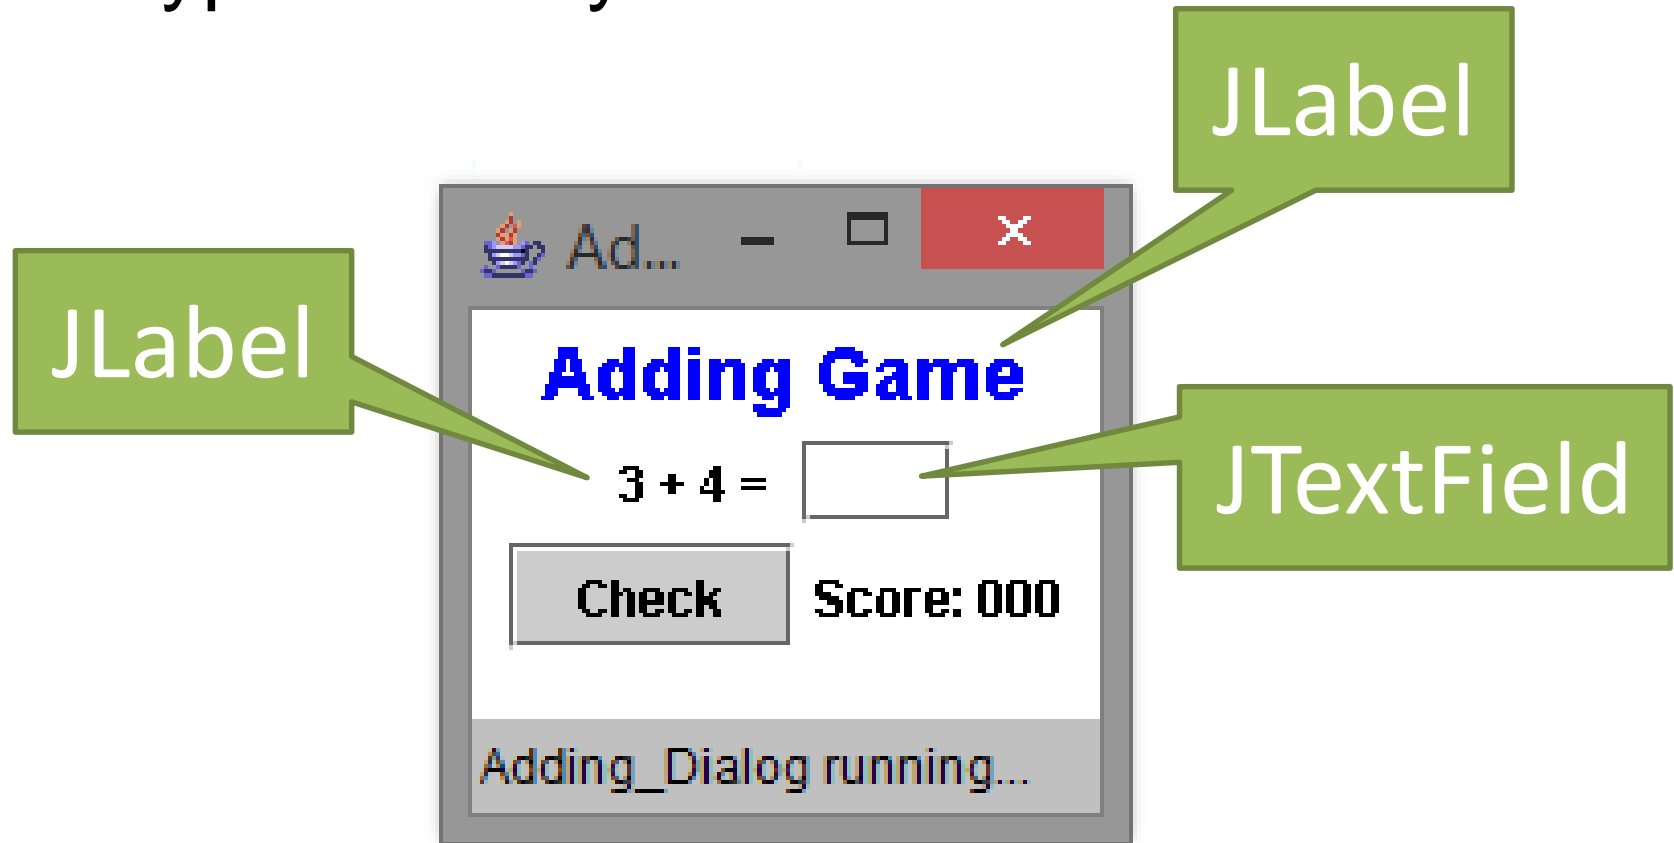 JLabel
Ad...
JLabel
Adding Game
3 + 4 =
JTextField
Check
Score: 000
Adding_Dialog running...